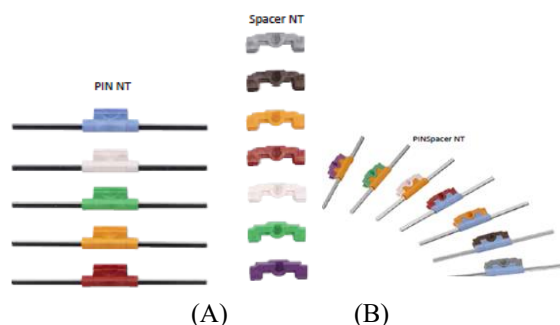 Spacer NT
PIN NT
PINSpacer NT
(A)
(B)